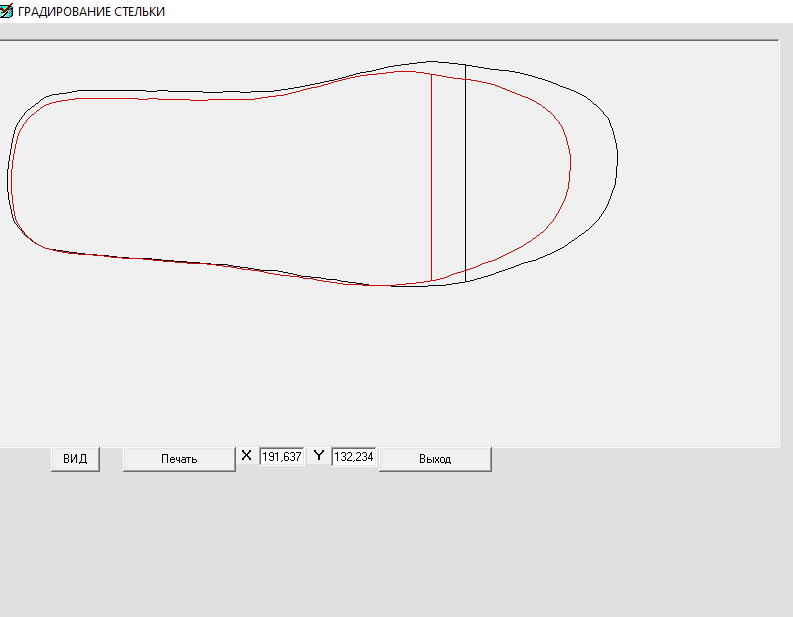 ГРАДИРОВАНИЕ СТЕЛЬКИ
ВИД Печать X 191,637 Y 132,234 Выход